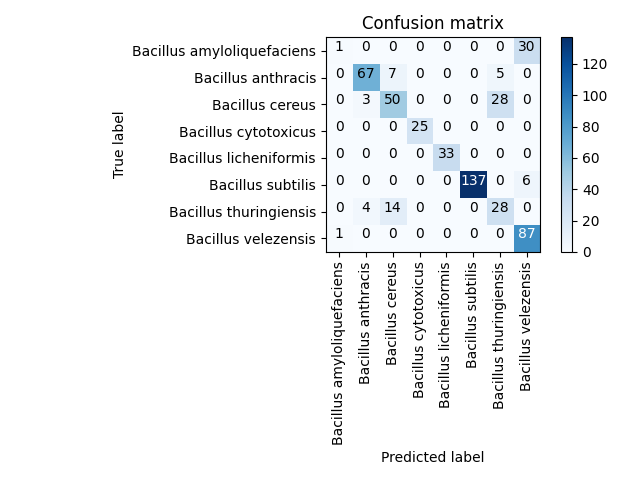 Confusion matrix
Bacillus amyloliquefaciens 1 0 0 0 0 0 0 30
Bacillus anthracis 0 67 7 0 0 0 5 0
Bacillus cereus 0 3 50 0 0 0 28 0
Bacillus cytotoxicus 0 0 0 25 0 0 0 0
Bacillus licheniformis 0 0 0 0 33 0 0 0
Bacillus subtilis 0 0 0 0 0 137 0 6
Bacillus thuringiensis 0 4 14 0 0 0 28 0
Bacillus velezensis 1 0 0 0 0 0 0 87
True label
120
100
80
60
40
20
0
Bacillus amyloliquefaciens
Bacillus anthracis
Bacillus cereus
Bacillus cytotoxicus
Bacillus licheniformis
Bacillus subtilis
Bacillus thuringiensis
Bacillus velezensis
Predicted label